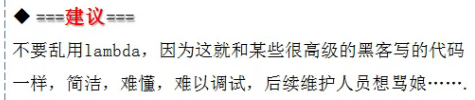 ◆ ===建议===
不要乱用lambda，因为这就和某些很高级的黑客写的代码
一样，简洁，难懂，难以调试，后续维护人员想骂娘…….